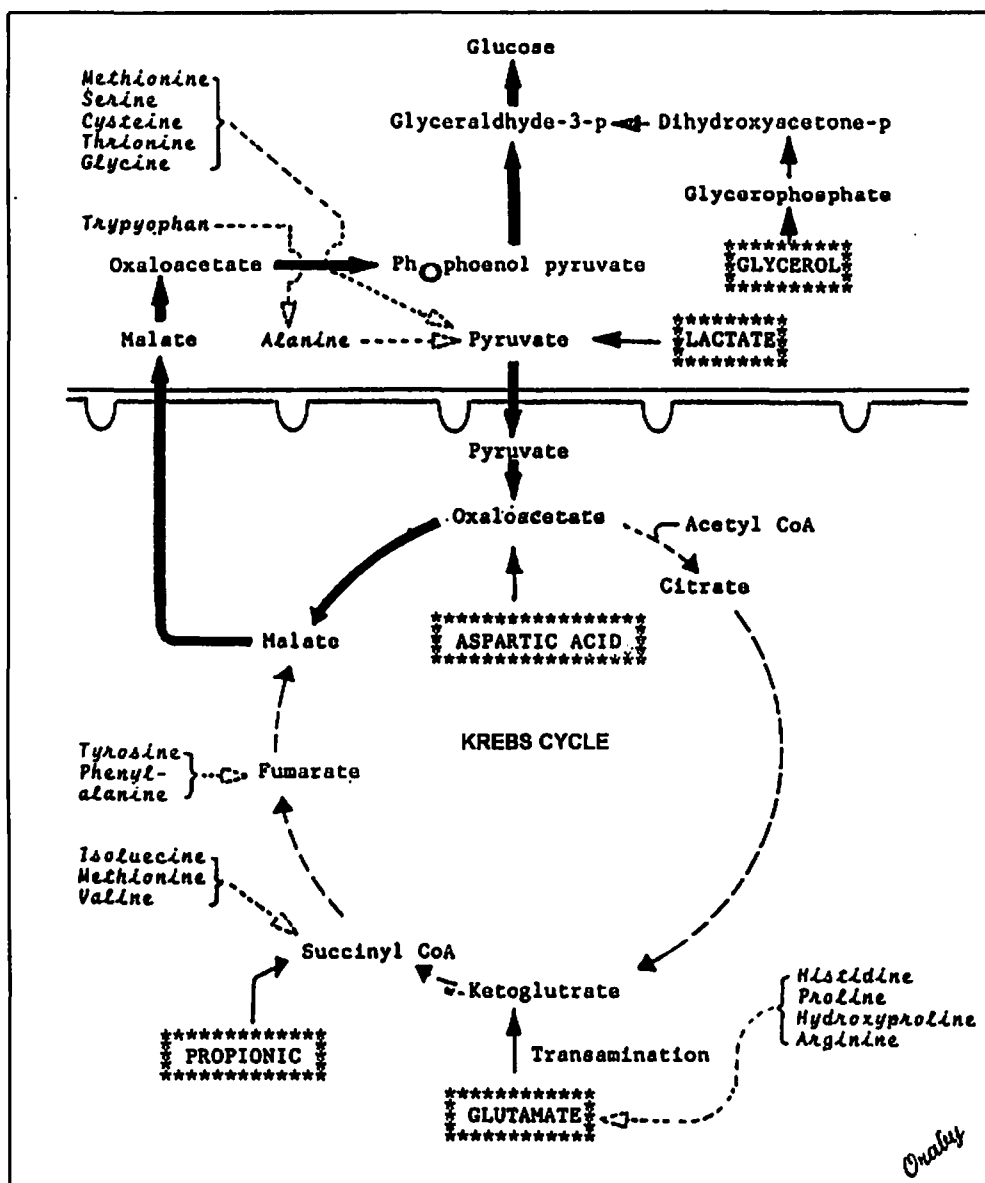 Glucose
Methionine
Serine
Cysteine
Thrionine
Glycine
Glyceraldhyde-3-p
Dihydroxyacetone-p
Glycerophosphate
Trypyophan
Oxaloacetate
PhOphoenol pyruvate
GLYCEROL
Malate
Alanine
Pyruvate
LACTATE
Pyruvate
Oxaloacetate
Acetyl CoA
Citrate
Malate
ASPARTIC ACID
KREBS CYCLE
Tyrosine
Phenyl-
alanine
Fumarate
Isoluecine
Methionine
Valine
Succinyl CoA
Ketoglutrate
Histidine
Proline
Hydroxyproline
Arginine
PROPIONIC
Transamination
GLUTAMATE
Oraby